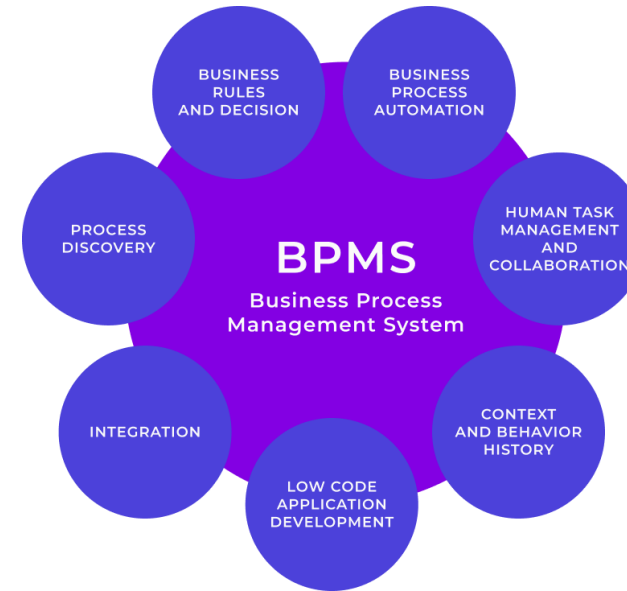 BUSINESS
RULES
AND DECISION
BUSINESS
PROCESS
AUTOMATION
PROCESS
DISCOVERY
HUMAN TASK
MANAGEMENT
AND
COLLABORATION
BPMS
Business Process
Management System
INTEGRATION
CONTEXT
AND BEHAVIOR
HISTORY
LOW CODE
APPLICATION
DEVELOPMENT